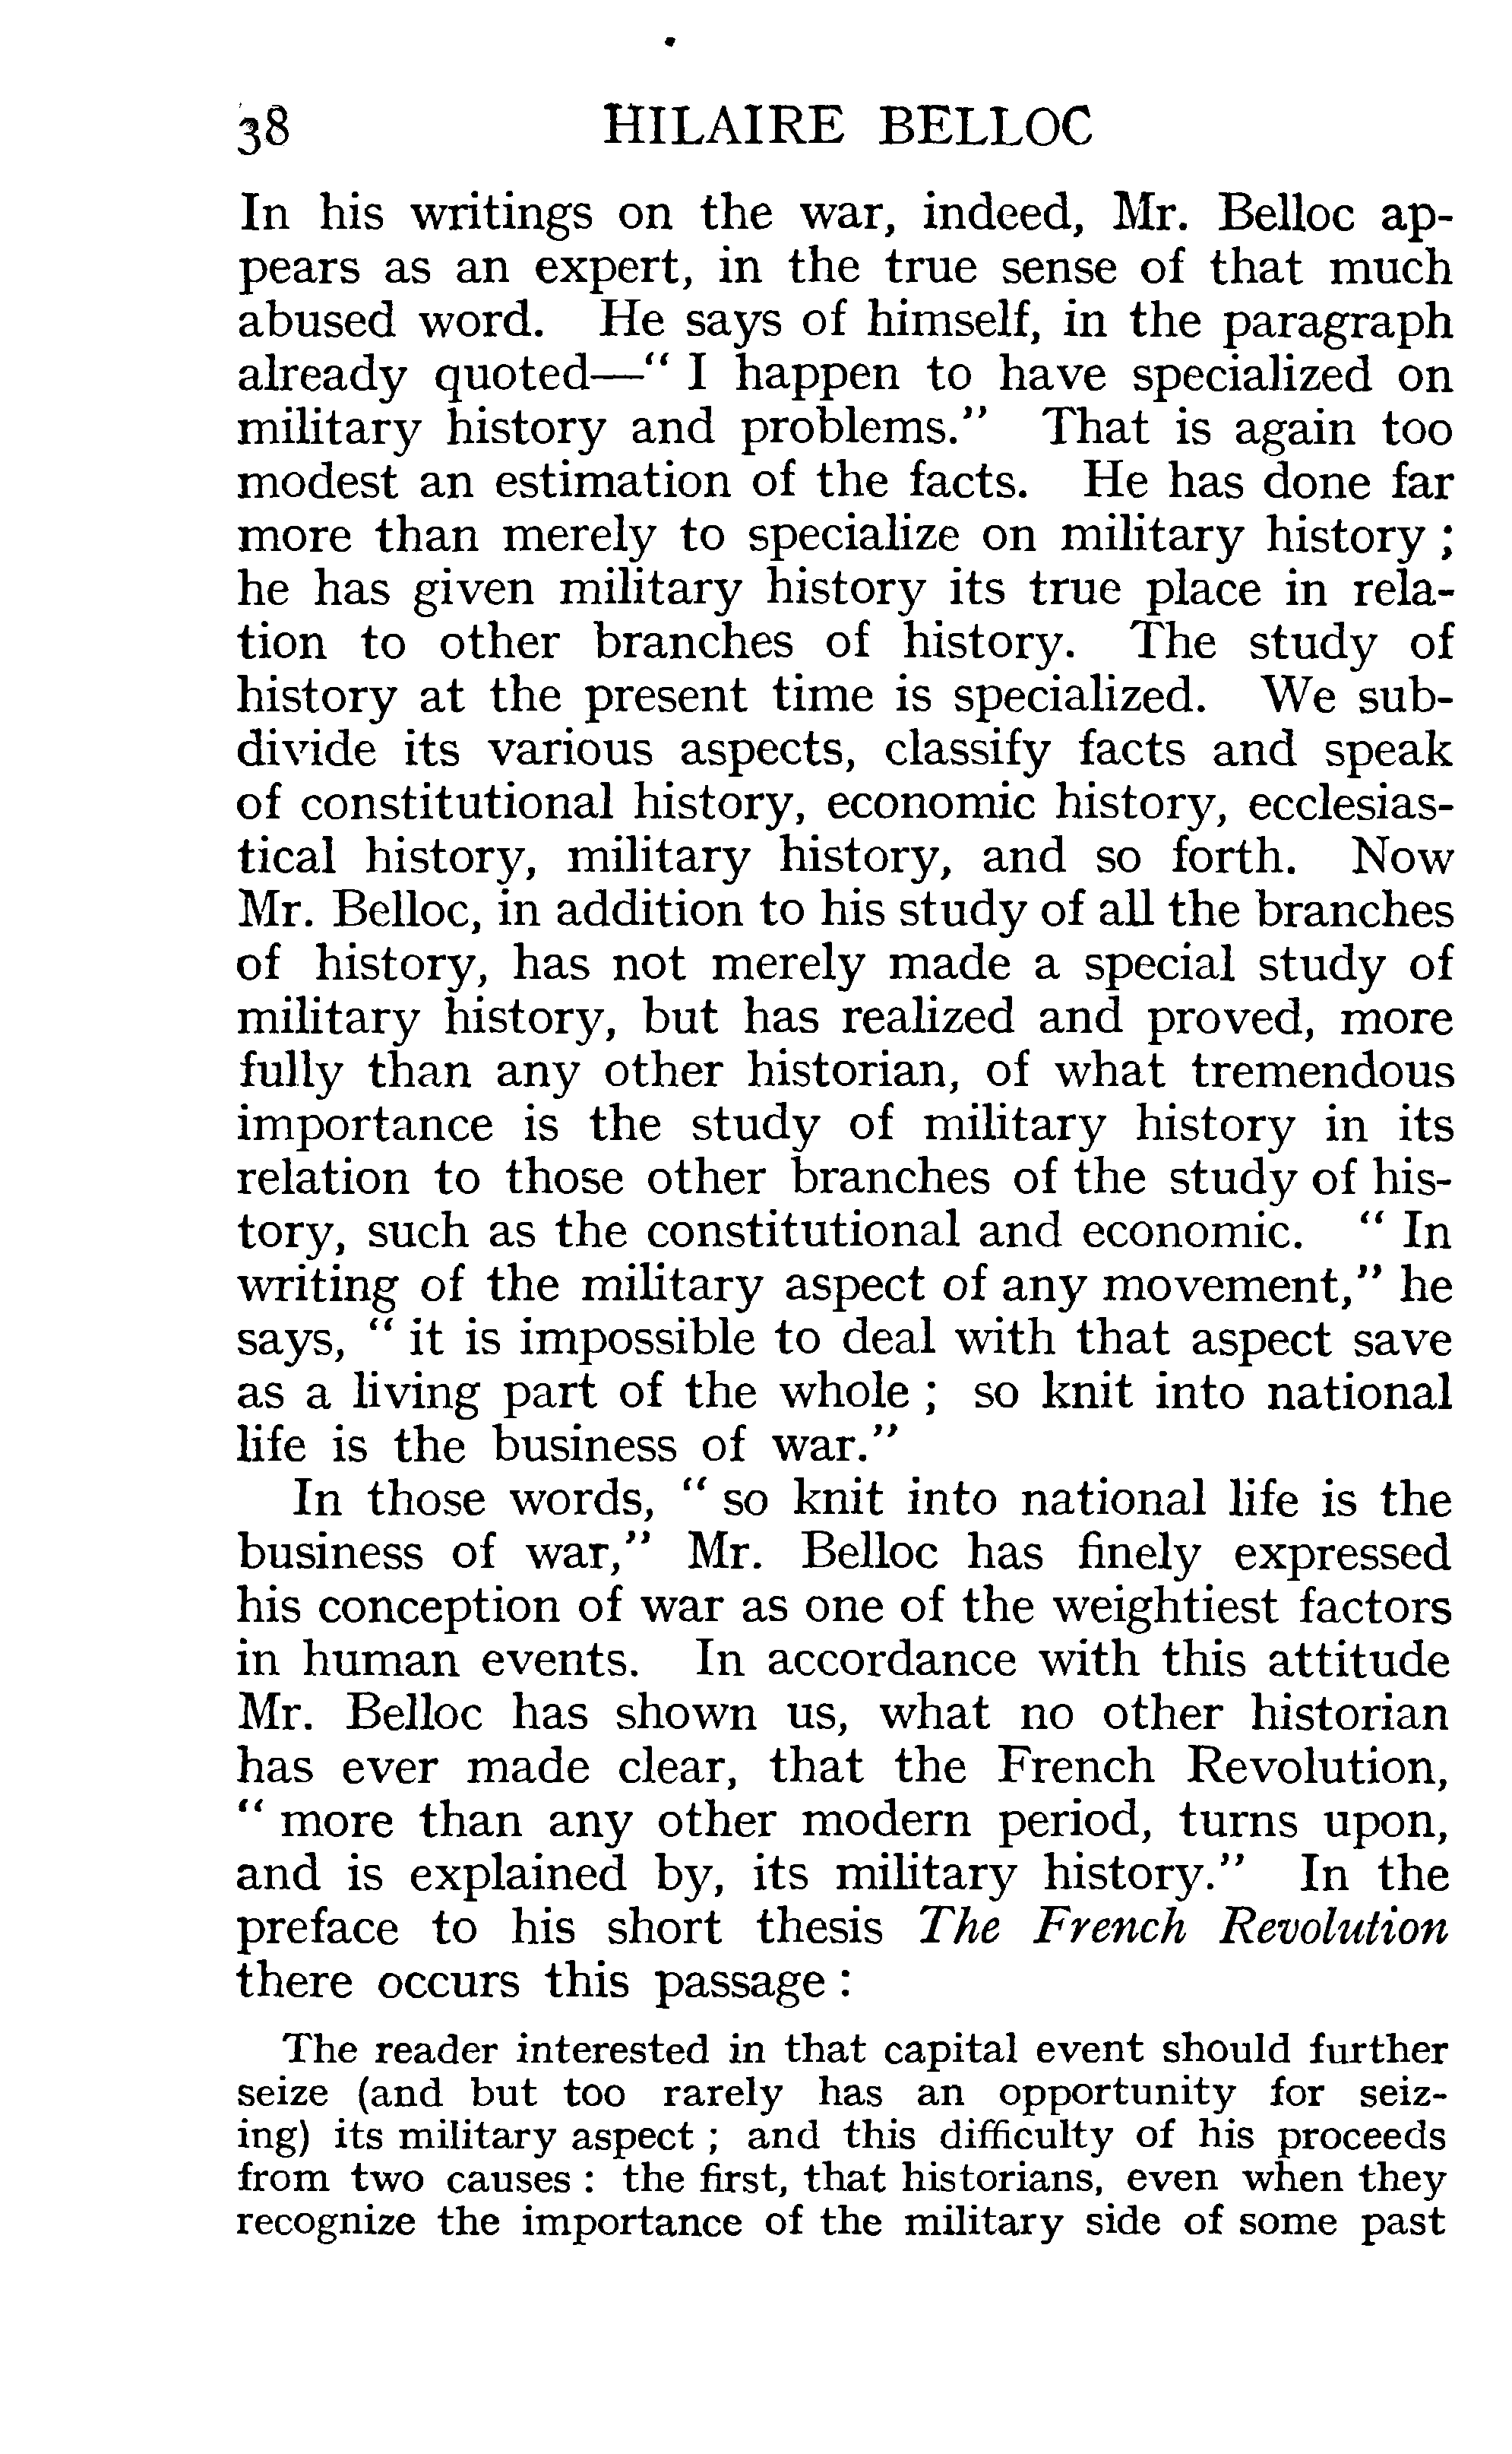 38 HILAIRE BELLOC
In his writings on the war, indeed, Mr. Belloc ap-
pears as an expert, in the true sense of that much
abused word. He says of himself, in the paragraph
already quoted—“ I happen to have specialized on
military history and problems.” That is again too
modest an estimation of the facts. He has done far
more than merely to specialize on military history ;
he has given military history its true place in rela-
tion to other branches of history. The study of
history at the present time is specialized. We sub-
divide its various aspects, classify facts and speak
of constitutional history, economic history, ecclesias-
tical history, military history, and so forth. Now
Mr. Belloc, in addition to his study of all the branches
of history, has not merely made a special study of
military history, but has realized and proved, more
fully than any other historian, of what tremendous
importance is the study of military history in its
relation to those other branches of the study of his-
tory, such as the constitutional and economic. “ In
writing of the military aspect of any movement,” he
says, “ it is impossible to deal with that aspect save
as a living part of the whole ; so knit into national
life is the business of war.”
In those words, “ so knit into national life is the
business of war,” Mr. Belloc has finely expressed
his conception of war as one of the weightiest factors
in human events. In accordance with this attitude
Mr. Belloc has shown us, what no other historian
has ever made clear, that the French Revolution,
“ more than any other modern period, turns upon,
and is explained by, its military history.” In the
preface to his short thesis The French Revolution
there occurs this passage :
The reader interested in that capital event should further
seize (and but too rarely has an opportunity for seiz-
ing) its military aspect ; and this difficulty of his proceeds
from two causes : the first, that historians, even when they
recognize the importance of the military side of some past